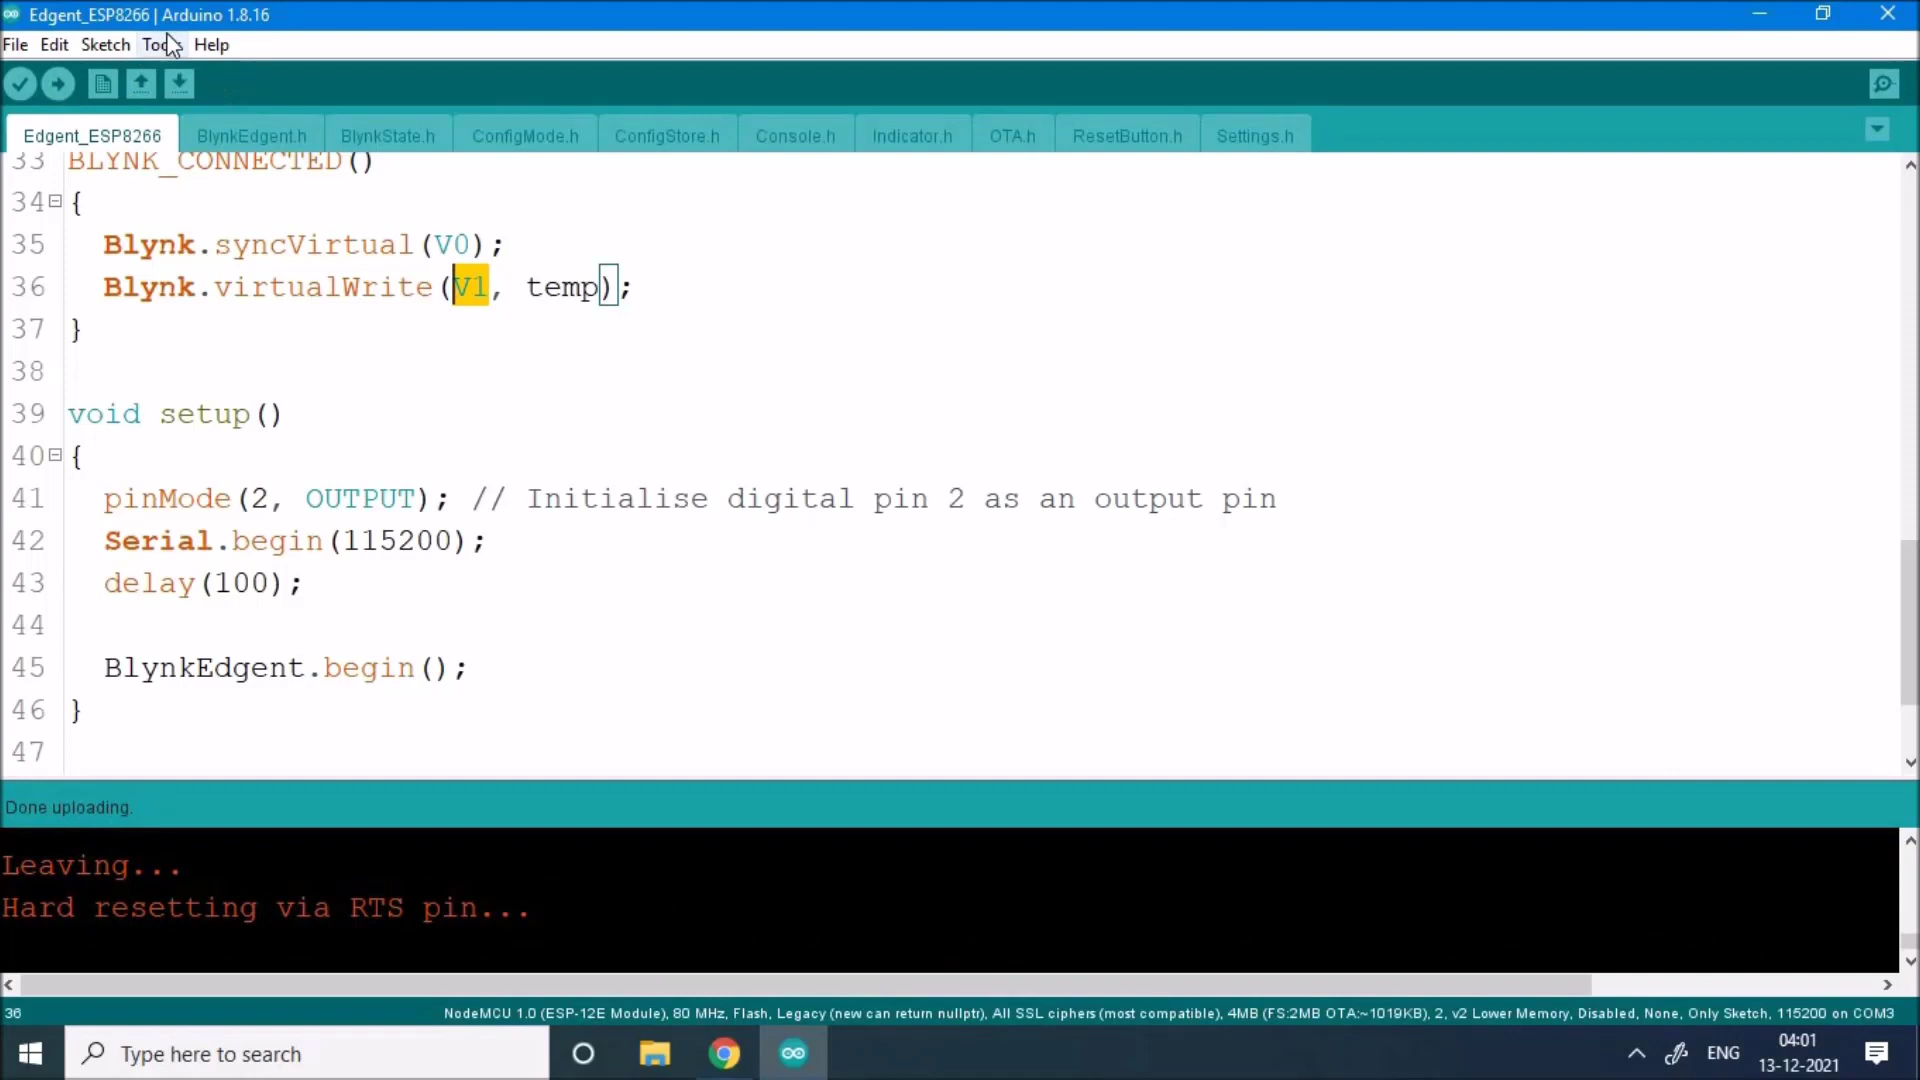 Edgent_ESP8266 | Arduino 1.8.16
File Edit Sketch Tools Help
Edgent_ESP8266 BlynkEdgent.h BlynkState.h ConfigMode.h ConfigStore.h Console.h Indicator.h OTA.h ResetButton.h Settings.h
33 BLYNK_CONNECTED()
34 {
35 Blynk.syncVirtual(V0);
36 Blynk.virtualWrite(V1, temp);
37 }
38
39 void setup()
40 {
41 pinMode(2, OUTPUT); // Initialise digital pin 2 as an output pin
42 Serial.begin(115200);
43 delay(100);
44
45 BlynkEdgent.begin();
46 }
47
Done uploading.
Leaving...
Hard resetting via RTS pin...
36 NodeMCU 1.0 (ESP-12E Module), 80 MHz, Flash, Legacy (new can return nullptr), All SSL ciphers (most compatible), 4MB (FS:2MB OTA:~1019KB), 2, v2 Lower Memory, Disabled, None, Only Sketch, 115200 on COM3
Type here to search
ENG
04:01
13-12-2021